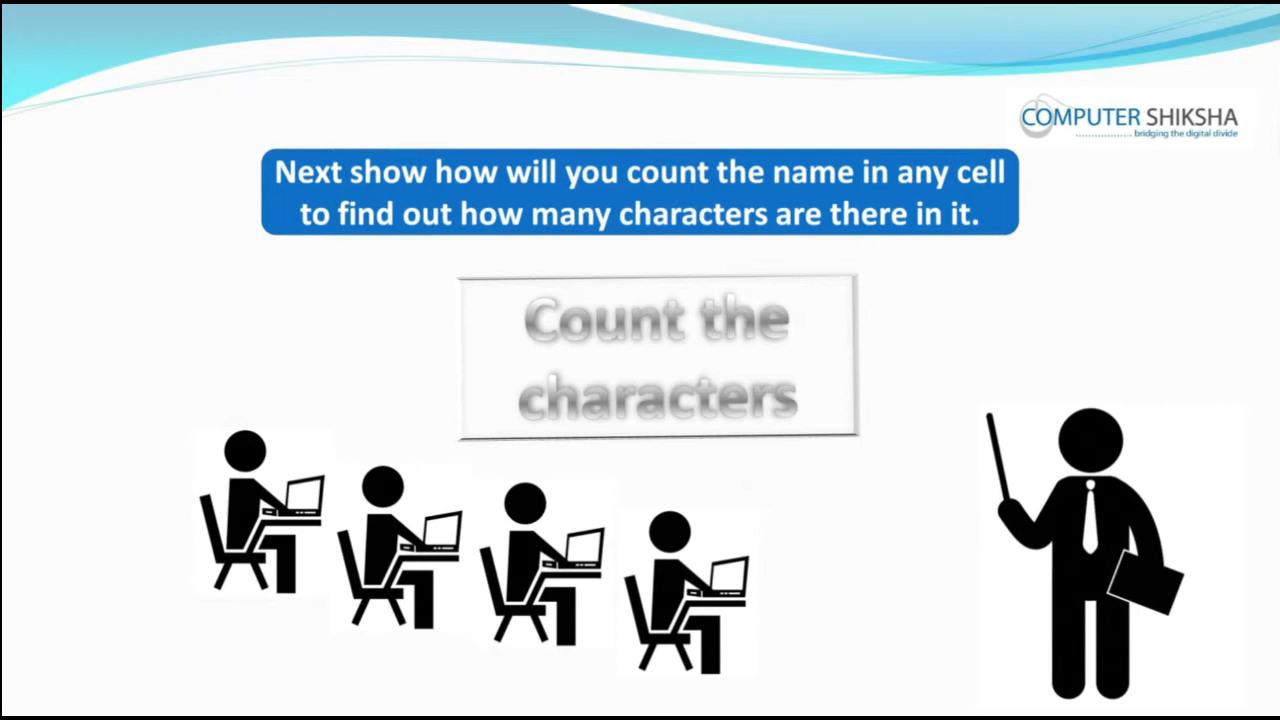 COMPUTER SHIKSHA
bridging the digital divide
Next show how will you count the name in any cell
to find out how many characters are there in it.
Count the
characters